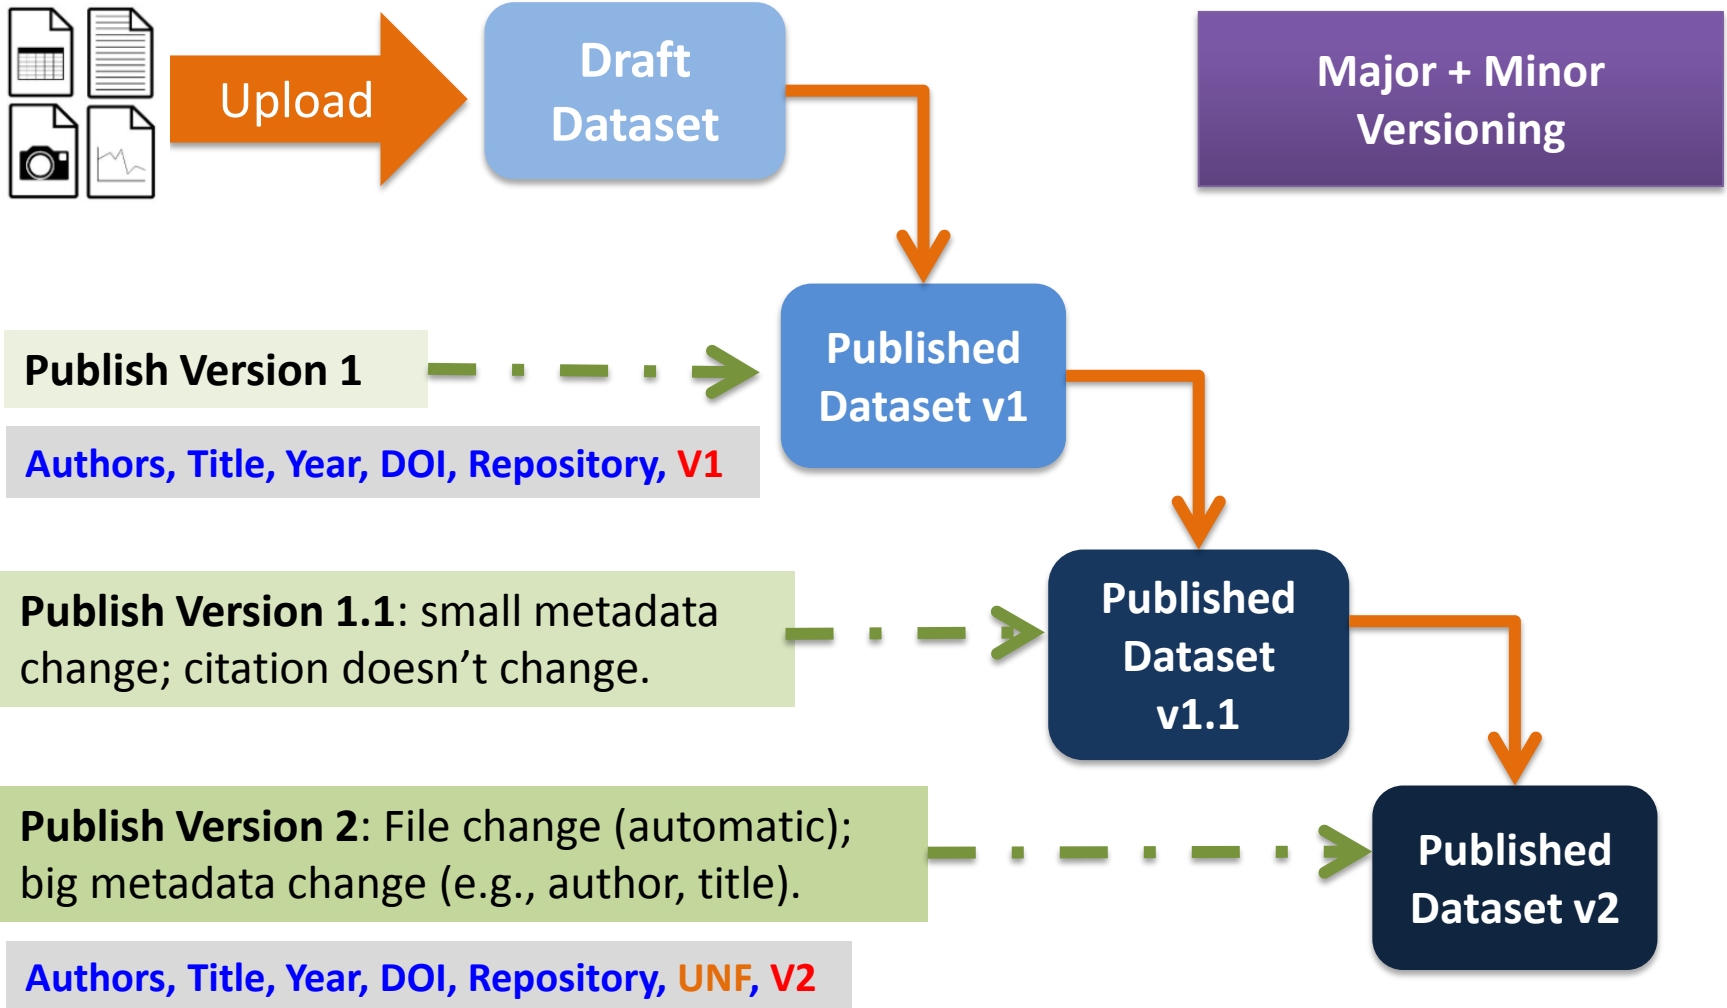 Upload
Draft
Dataset
Major + Minor
Versioning
Publish Version 1
Published
Dataset v1
Authors, Title, Year, DOI, Repository, V1
Publish Version 1.1: small metadata
change; citation doesn’t change.
Published
Dataset
v1.1
Publish Version 2: File change (automatic);
big metadata change (e.g., author, title).
Published
Dataset v2
Authors, Title, Year, DOI, Repository, UNF, V2